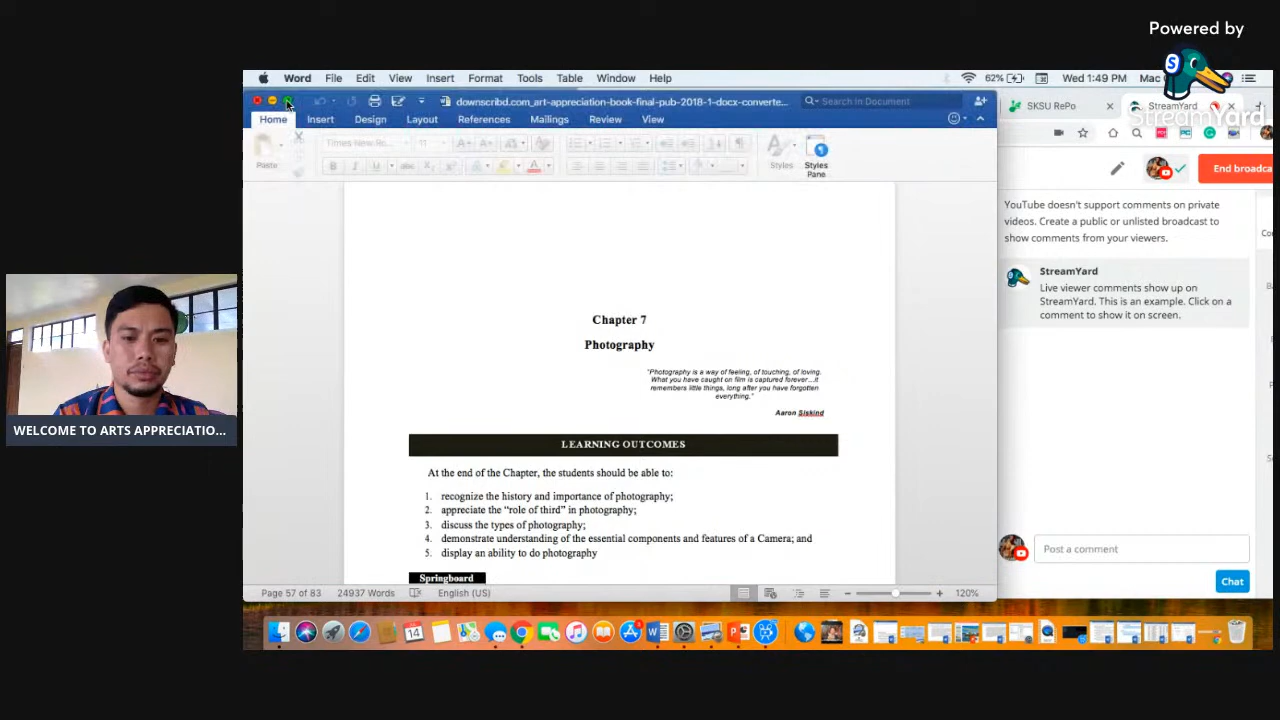 Powered by
StreamYard
Word File Edit View Insert Format Tools Table Window Help
62% Wed 1:49 PM Mac
downscribd.com_art-appreciation-book-final-pub-2018-1-docx-converte...
Search in Document
SKSU RePo
StreamYard
Home Insert Design Layout References Mailings Review View
Times New Ro...
11
Paste
Styles
Styles Pane
End broadca
YouTube doesn't support comments on private
videos. Create a public or unlisted broadcast to
show comments from your viewers.
StreamYard
Live viewer comments show up on
StreamYard. This is an example. Click on a
comment to show it on screen.
Chapter 7
Photography
"Photography is a way of feeling, of touching, of loving.
What you have caught on film is captured forever...it
remembers little things, long after you have forgotten
everything."
Aaron Siskind
LEARNING OUTCOMES
At the end of the Chapter, the students should be able to:
1. recognize the history and importance of photography;
2. appreciate the “role of third” in photography;
3. discuss the types of photography;
4. demonstrate understanding of the essential components and features of a Camera; and
5. display an ability to do photography
Springboard
WELCOME TO ARTS APPRECIATIO...
Post a comment
Chat
Page 57 of 83 24937 Words English (US) 120%